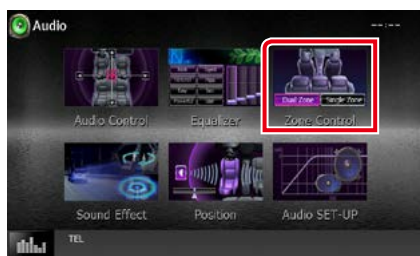 Audio
--:--
Dual Zone Single Zone
Audio Control Equalizer Zone Control
Sound Effect Position Audio SET-UP
TEL